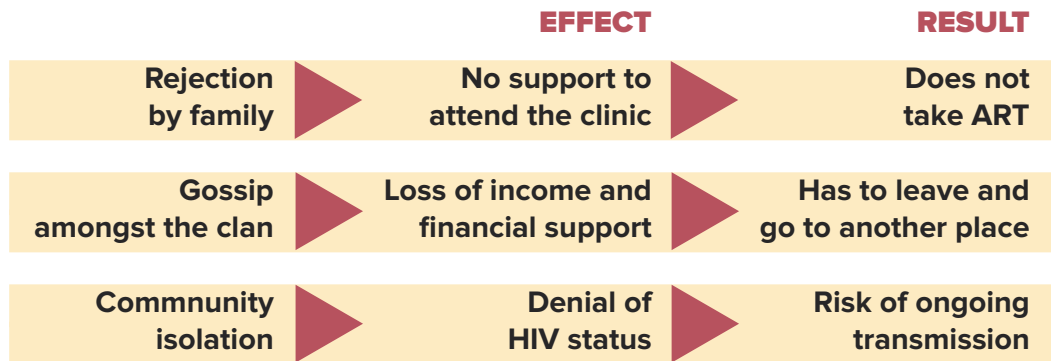 EFFECT RESULT
Rejection
by family
No support to
attend the clinic
Does not
take ART
Gossip
amongst the clan
Loss of income and
financial support
Has to leave and
go to another place
Commnunity
isolation
Denial of
HIV status
Risk of ongoing
transmission